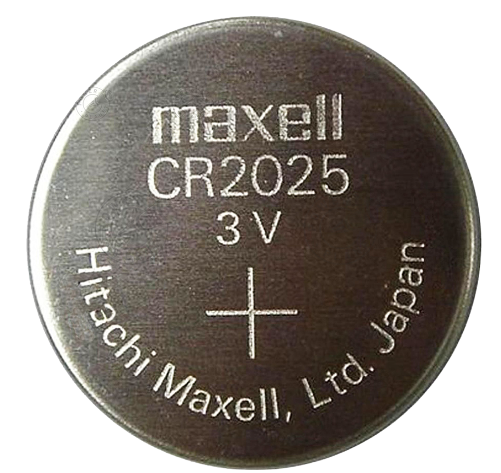 maxell
CR2025
3V
+
Hitachi Maxell, Ltd. Japan